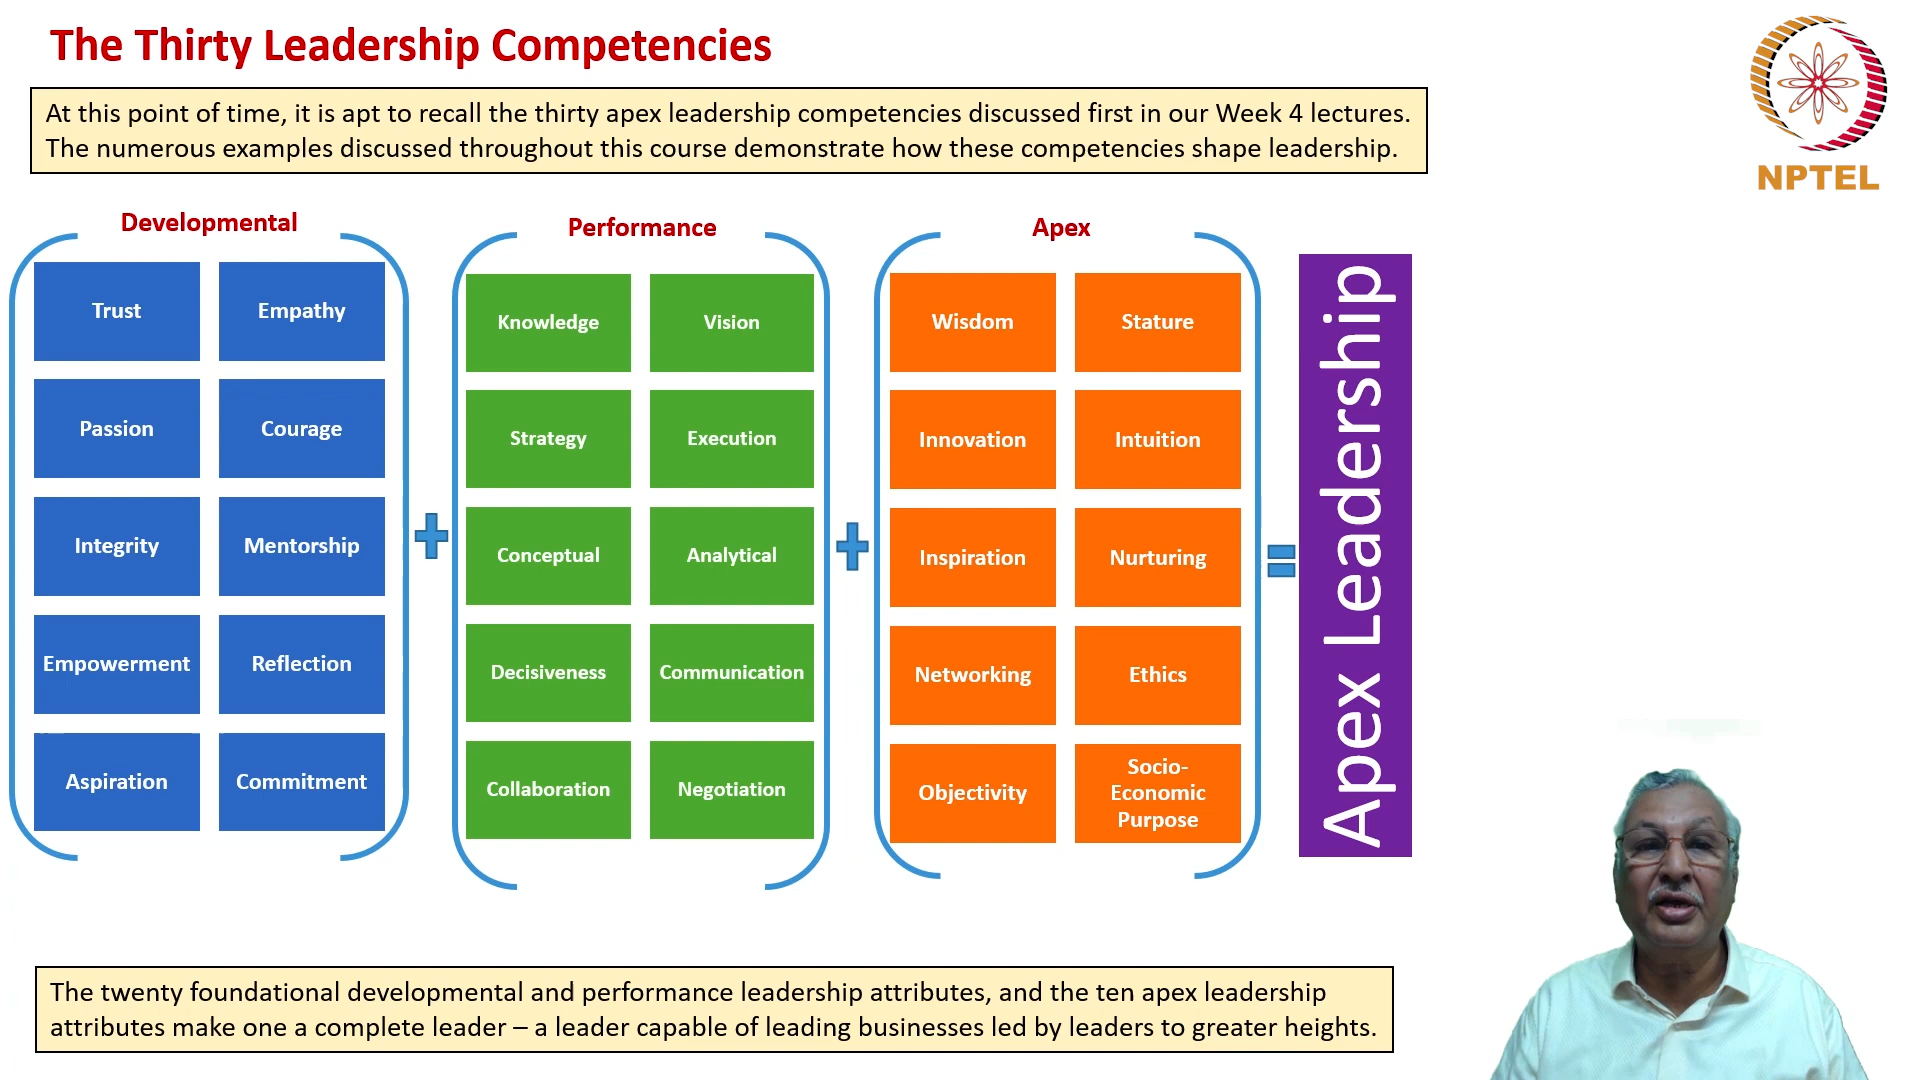 The Thirty Leadership Competencies
At this point of time, it is apt to recall the thirty apex leadership competencies discussed first in our Week 4 lectures.
The numerous examples discussed throughout this course demonstrate how these competencies shape leadership.
NPTEL
Developmental
Trust
Empathy
Passion
Courage
Integrity
Mentorship
Empowerment
Reflection
Aspiration
Commitment
Performance
Knowledge
Vision
Strategy
Execution
Conceptual
Analytical
Decisiveness
Communication
Collaboration
Negotiation
Apex
Wisdom
Stature
Innovation
Intuition
Inspiration
Nurturing
Networking
Ethics
Objectivity
Socio-
Economic
Purpose
Apex Leadership
The twenty foundational developmental and performance leadership attributes, and the ten apex leadership
attributes make one a complete leader – a leader capable of leading businesses led by leaders to greater heights.